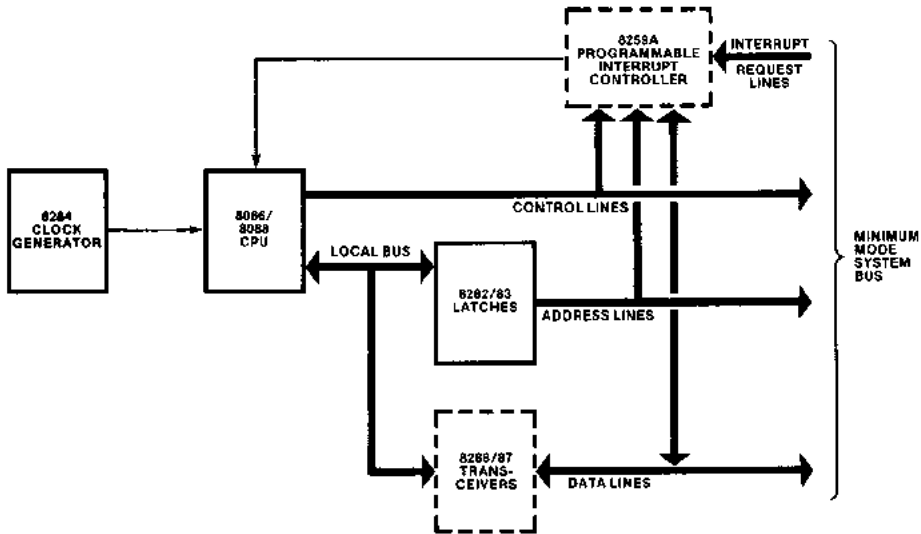 8259A
PROGRAMMABLE
INTERRUPT
CONTROLLER
INTERRUPT
REQUEST
LINES
8284
CLOCK
GENERATOR
8086/
8088
CPU
CONTROL LINES
LOCAL BUS
8282/83
LATCHES
ADDRESS LINES
MINIMUM
MODE
SYSTEM
BUS
8286/87
TRANS-
CEIVERS
DATA LINES